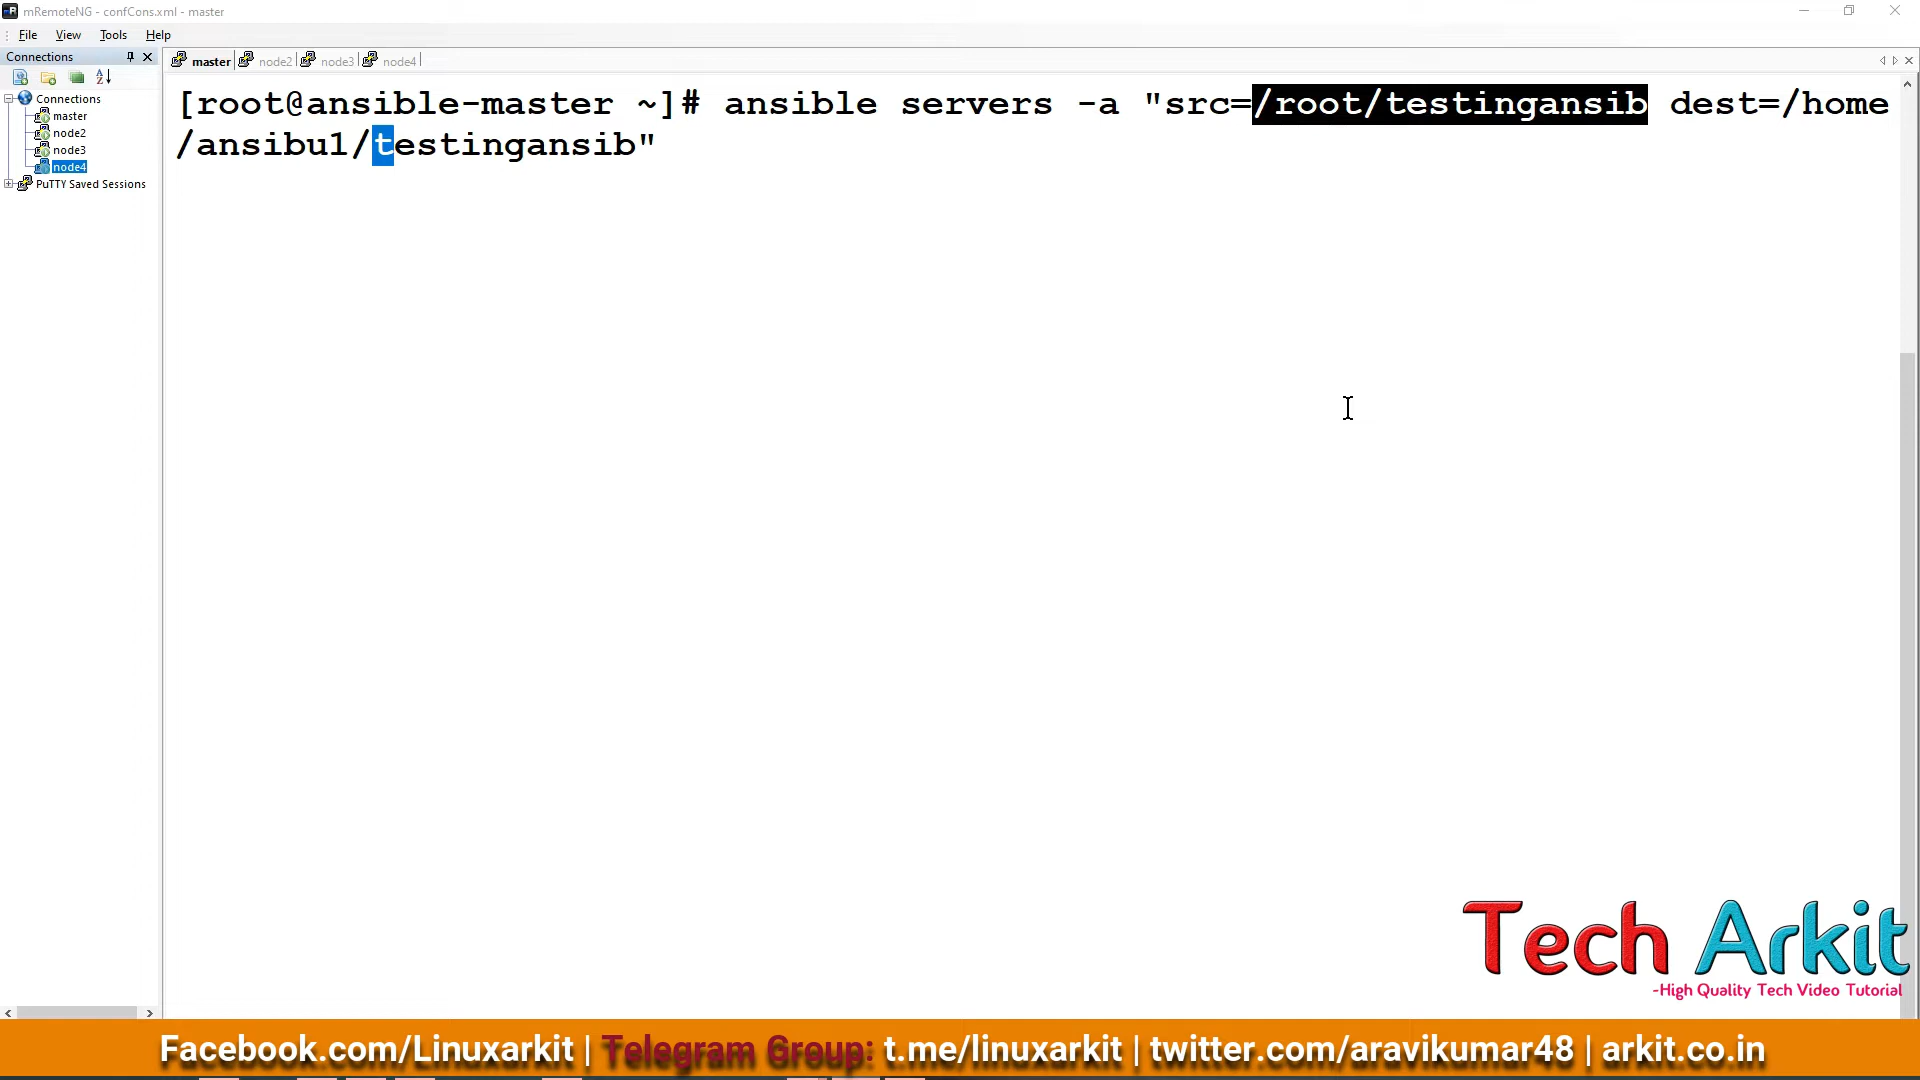 mRemoteNG - confCons.xml - master
File View Tools Help
Connections
master node2 node3 node4
Connections
master
node2
node3
node4
PuTTY Saved Sessions
[root@ansible-master ~]# ansible servers -a "src=/root/testingansib dest=/home
/ansibu1/testingansib"
Tech Arkit
-High Quality Tech Video Tutorial
Facebook.com/Linuxarkit | Telegram Group: t.me/linuxarkit | twitter.com/aravikumar48 | arkit.co.in